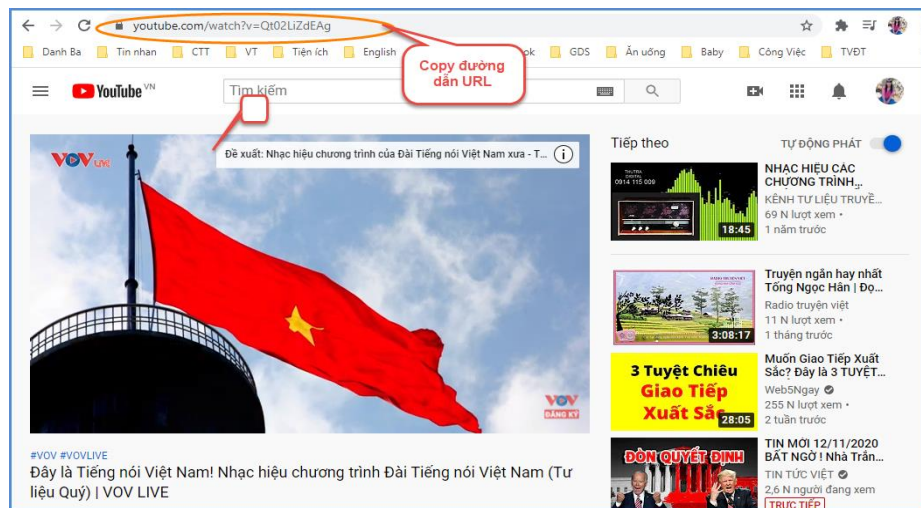 youtube.com/watch?v=Qt02LiZdEAg
Danh Ba Tin nhan CTT VT Tiện ích English ok GDS Ăn uống Baby Công Việc TVĐT
Copy đường
dẫn URL
YouTube VN
Tìm kiếm
VOV LIVE
Đề xuất: Nhạc hiệu chương trình của Đài Tiếng nói Việt Nam xưa - T...
VOV
ĐĂNG KÝ
#VOV #VOVLIVE
Đây là Tiếng nói Việt Nam! Nhạc hiệu chương trình Đài Tiếng nói Việt Nam (Tư
liệu Quý) | VOV LIVE
Tiếp theo TỰ ĐỘNG PHÁT
0914 115 009
18:45
NHẠC HIỆU CÁC
CHƯƠNG TRÌNH...
KÊNH TƯ LIỆU TRUYỀ...
69 N lượt xem •
1 năm trước
3:08:17
Truyện ngắn hay nhất
Tống Ngọc Hân | Đọ...
Radio truyện việt
11 N lượt xem •
1 tháng trước
3 Tuyệt Chiêu
Giao Tiếp
Xuất Sắc
28:05
Muốn Giao Tiếp Xuất
Sắc? Đây là 3 TUYỆT...
Web5Ngay
255 N lượt xem •
2 tuần trước
ĐÒN QUYẾT ĐỊNH
TIN MỚI 12/11/2020
BẤT NGỜ ! Nhà Trắn...
TIN TỨC VIỆT
2,6 N người đang xem
TRỰC TIẾP